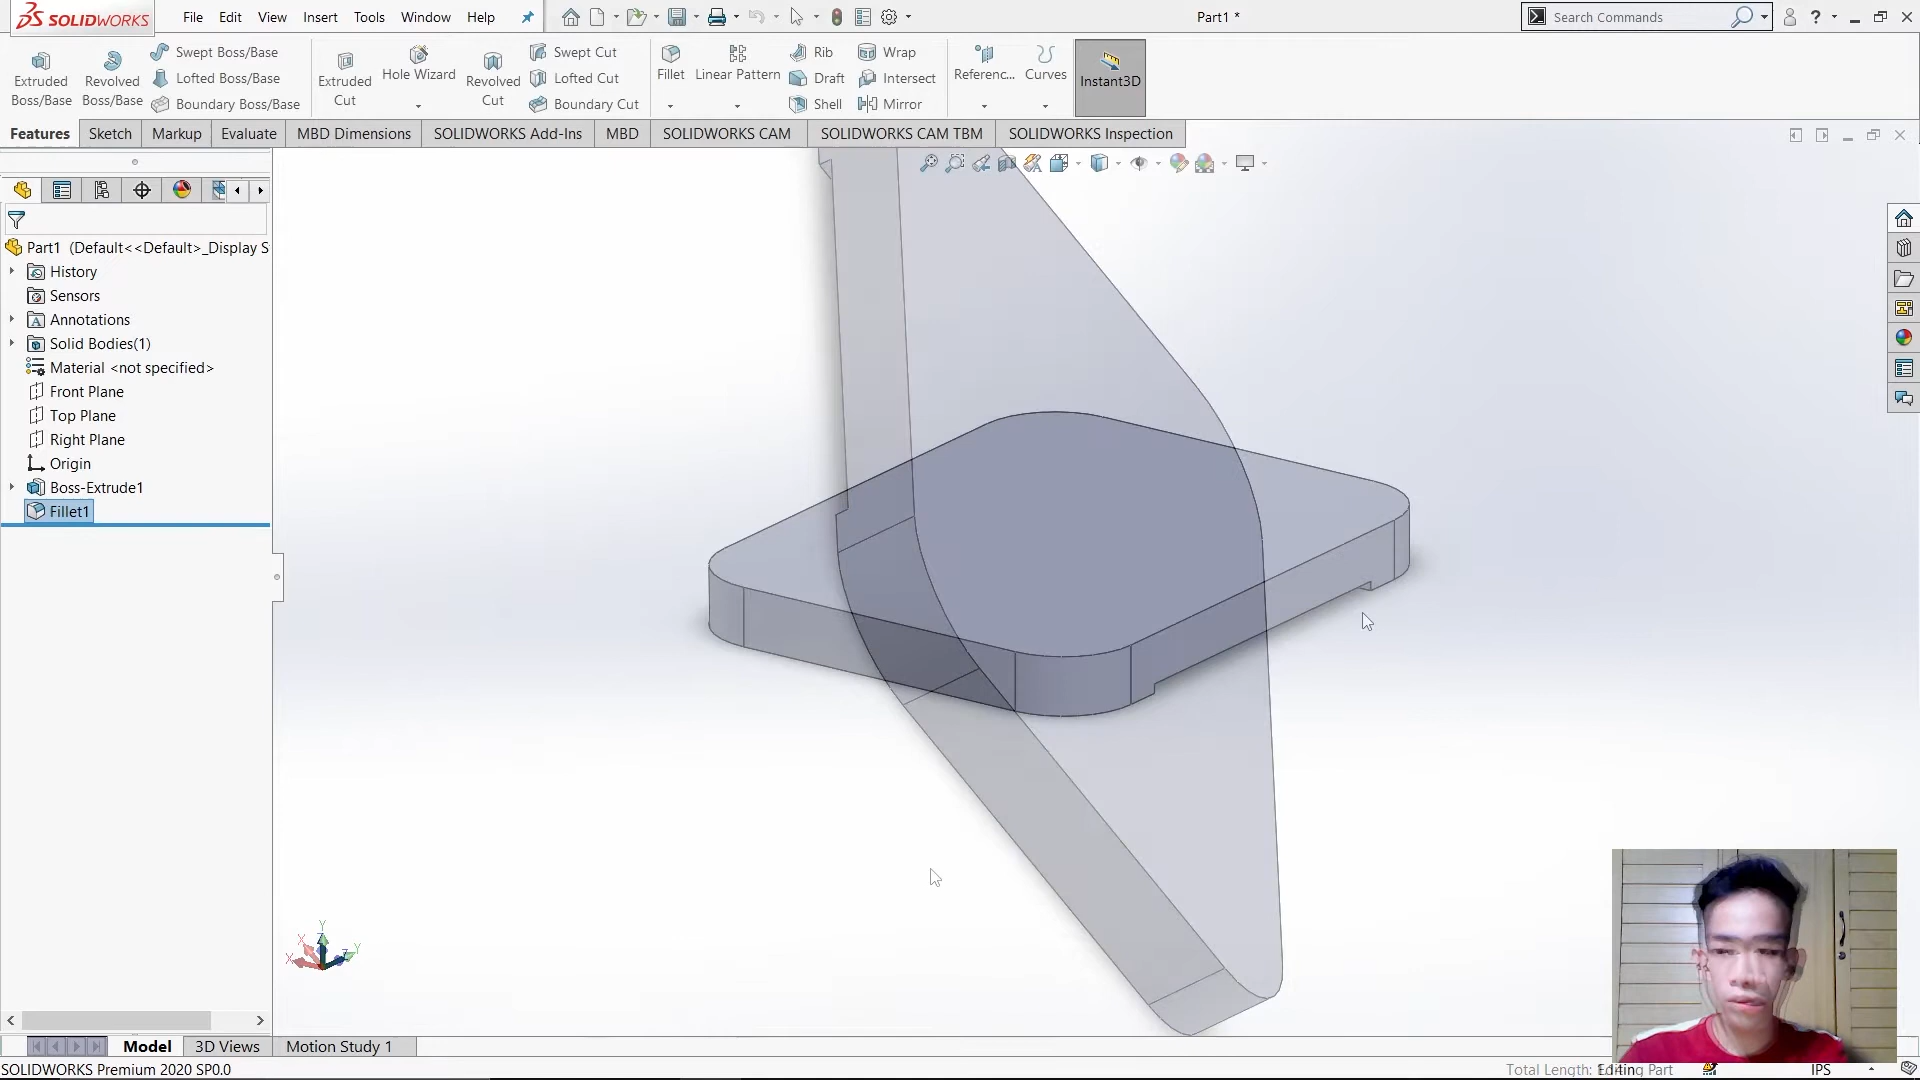 SOLIDWORKS File Edit View Insert Tools Window Help Part1 * Search Commands ?
Extruded Boss/Base
Revolved Boss/Base
Swept Boss/Base
Lofted Boss/Base
Boundary Boss/Base
Extruded Cut
Hole Wizard
Revolved Cut
Swept Cut
Lofted Cut
Boundary Cut
Fillet
Linear Pattern
Rib
Draft
Shell
Wrap
Intersect
Mirror
Referenc...
Curves
Instant3D
Features Sketch Markup Evaluate MBD Dimensions SOLIDWORKS Add-Ins MBD SOLIDWORKS CAM SOLIDWORKS CAM TBM SOLIDWORKS Inspection
Part1 (Default<<Default>_Display S
History
Sensors
Annotations
Solid Bodies(1)
Material <not specified>
Front Plane
Top Plane
Right Plane
Origin
Boss-Extrude1
Fillet1
Model 3D Views Motion Study 1
SOLIDWORKS Premium 2020 SP0.0 Total Length: Part IPS